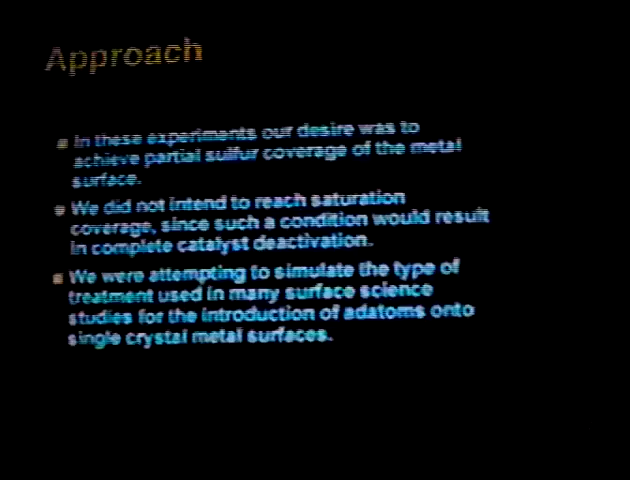 Approach
In these experiments our desire was to
achieve partial sulfur coverage of the metal
surface.
We did not intend to reach saturation
coverage, since such a condition would result
in complete catalyst deactivation.
We were attempting to simulate the type of
treatment used in many surface science
studies for the introduction of adatoms onto
single crystal metal surfaces.